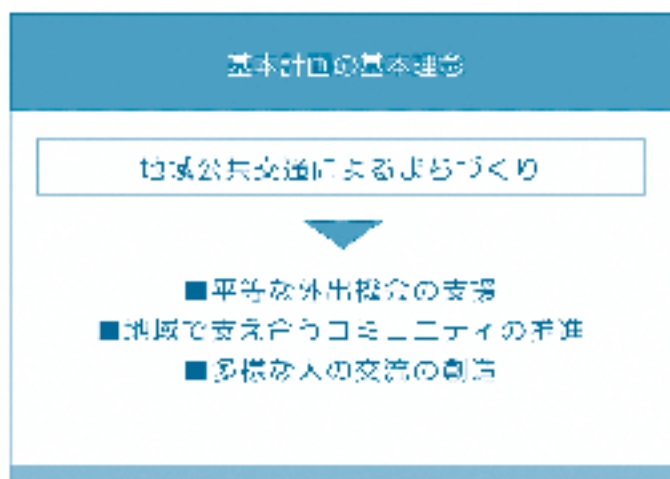 基本計画の基本理念
地域公共交通によるまちづくり
■平等な外出機会の支援
■地域で支え合うコミュニティの推進
■多様な人の交流の創造